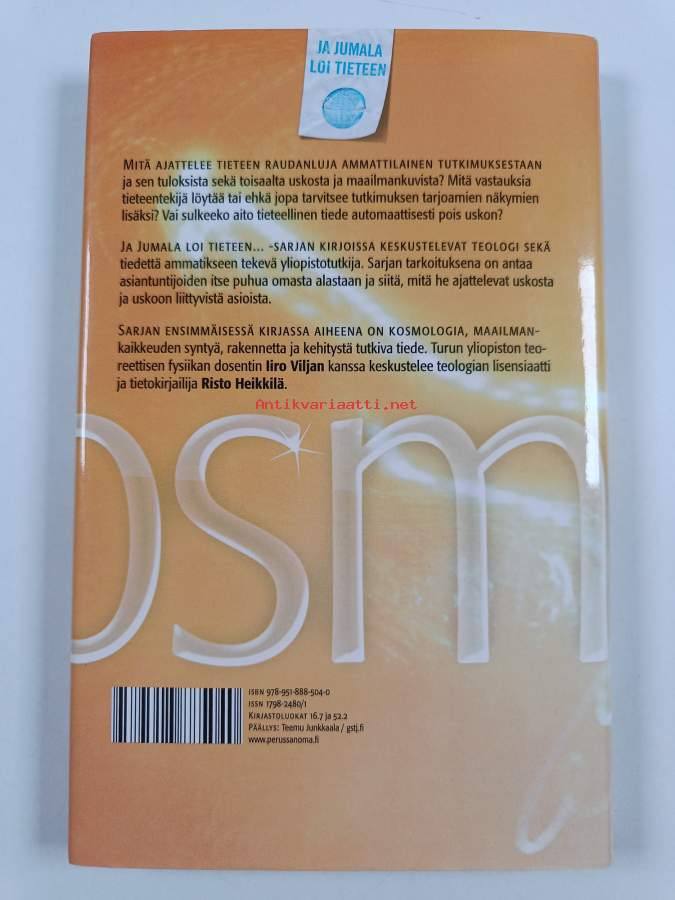 JA JUMALA
LOI TIETEEN
MITÄ AJATTELEE TIETEEN RAUDANLUJA AMMATTILAINEN TUTKIMUKSESTAAN
ja sen tuloksista sekä toisaalta uskosta ja maailmankuvista? Mitä vastauksia
tieteentekijä löytää tai ehkä jopa tarvitsee tutkimuksen tarjoamien näkymien
lisäksi? Vai sulkeeko aito tieteellinen tiede automaattisesti pois uskon?
JA JUMALA LOI TIETEEN... -SARJAN KIRJOISSA KESKUSTELEVAT TEOLOGI SEKÄ
tiedettä ammatikseen tekevä yliopistotutkija. Sarjan tarkoituksena on antaa
asiantuntijoiden itse puhua omasta alastaan ja siitä, mitä he ajattelevat uskosta
ja uskoon liittyvistä asioista.
SARJAN ENSIMMÄISESSÄ KIRJASSA AIHEENA ON KOSMOLOGIA, MAAILMAN-
kaikkeuden syntyä, rakennetta ja kehitystä tutkiva tiede. Turun yliopiston teo-
reettisen fysiikan dosentin Iiro Viljan kanssa keskustelee teologian lisensiaatti
ja tietokirjailija Risto Heikkilä.
Antikvariaatti.net
osm
ISBN 978-951-888-504-0
ISSN 1798-2480/1
KIRJASTOLUOKAT 16.7 JA 52.2
PÄÄLLYS: Teemu Junkkaala / gstj.fi
www.perussanoma.fi